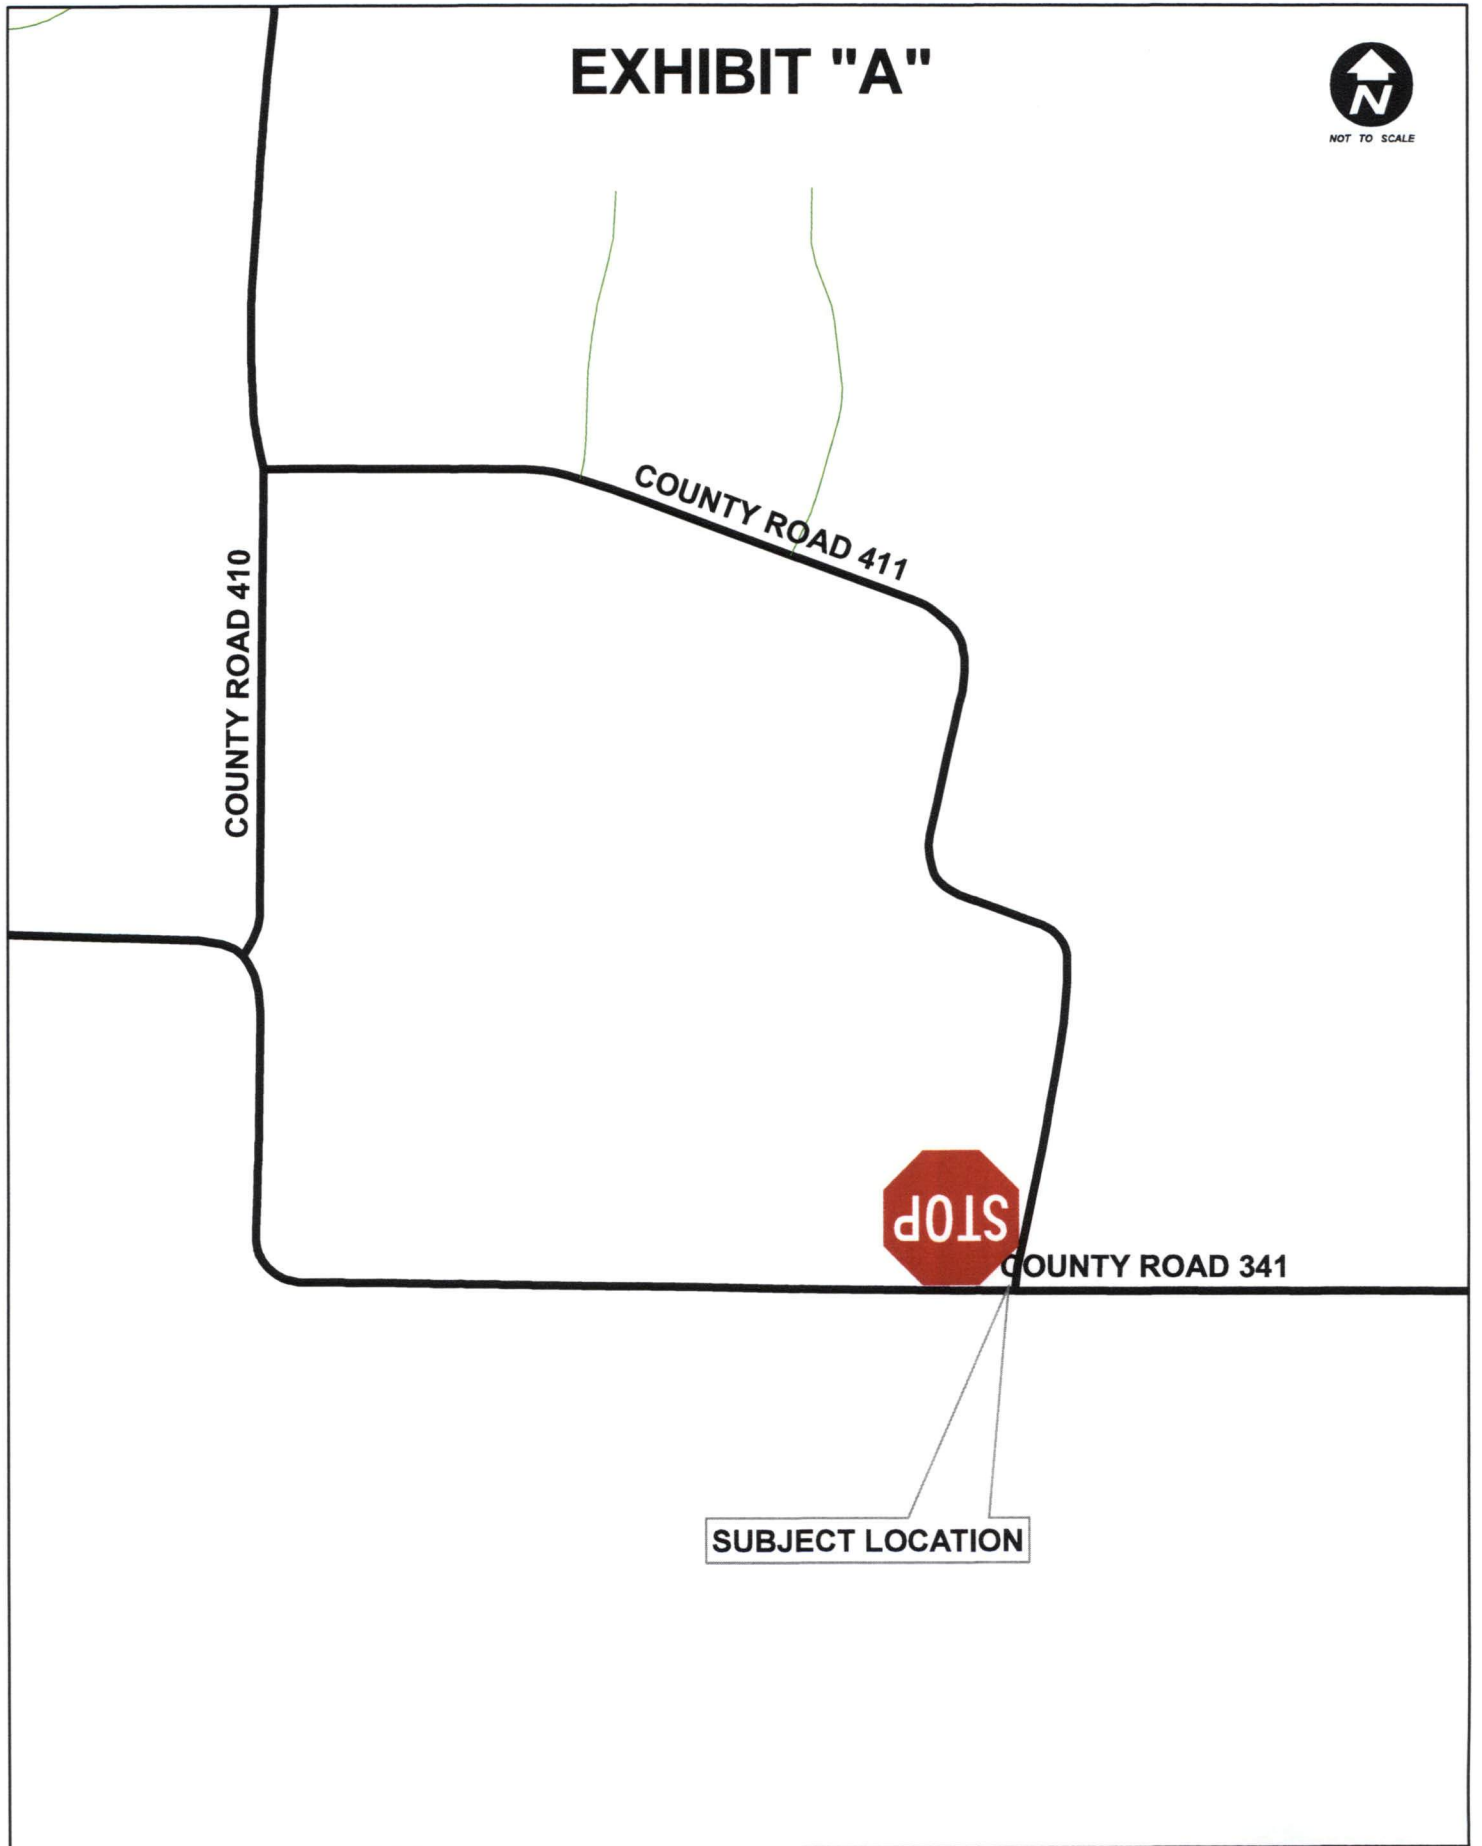 EXHIBIT "A"
N
NOT TO SCALE
COUNTY ROAD 411
COUNTY ROAD 410
STOP
COUNTY ROAD 341
SUBJECT LOCATION